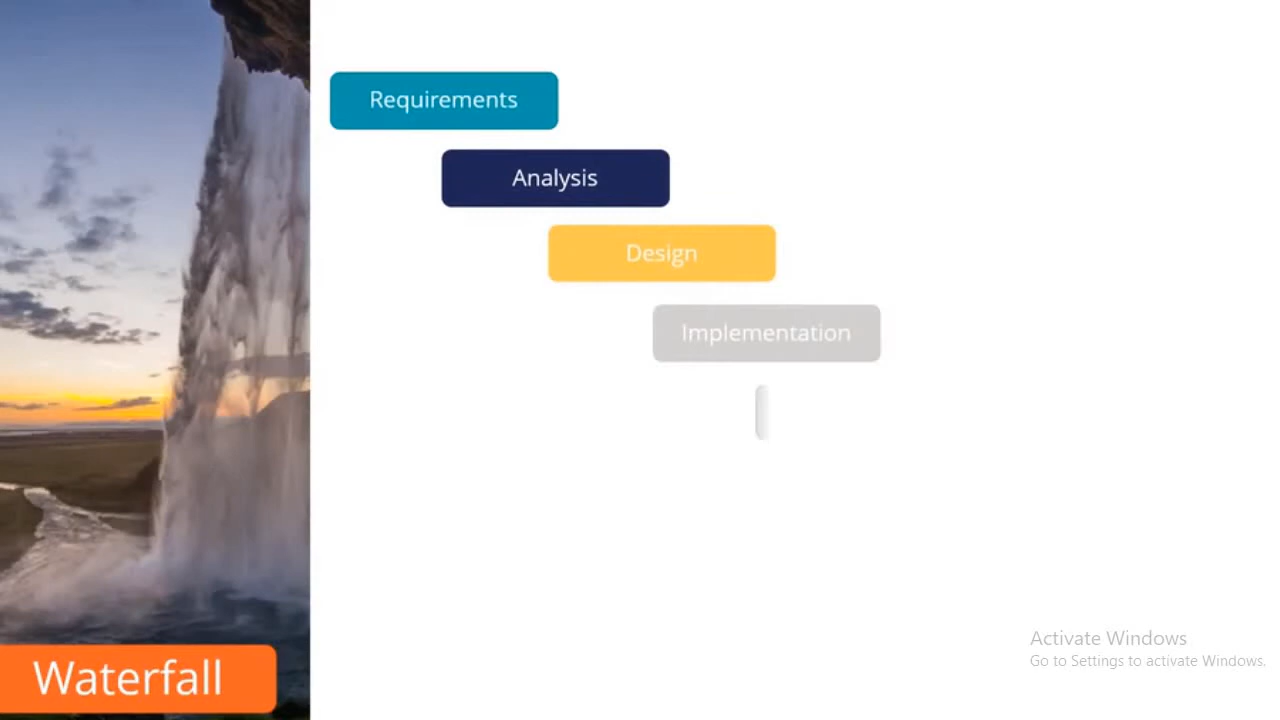 Requirements
Analysis
Design
Implementation
Waterfall
Activate Windows
Go to Settings to activate Windows.